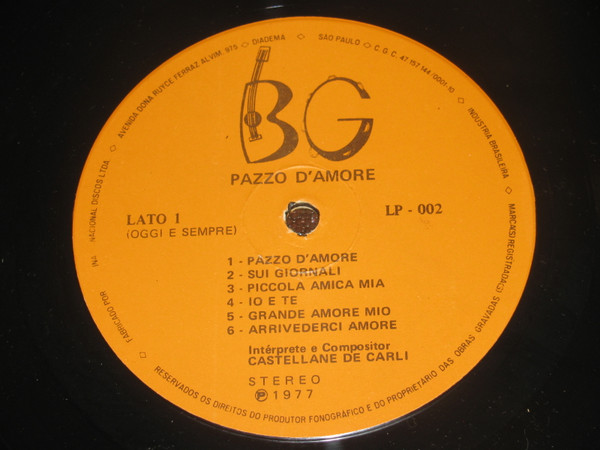 FABRICADO POR INTERNACIONAL DISCOS LTDA. ◇ AVENIDA DONA RUYCE FERRAZ ALVIM, 975 ◇ DIADEMA ◇ SÃO PAULO ◇ C.G.C. 47.157.144/0001-10 ◇ INDÚSTRIA BRASILEIRA ◇ MARCA(S) REGISTRADA(S)
BG
PAZZO D'AMORE
LATO 1
(OGGI E SEMPRE)
LP - 002
1 - PAZZO D'AMORE
2 - SUI GIORNALI
3 - PICCOLA AMICA MIA
4 - IO E TE
5 - GRANDE AMORE MIO
6 - ARRIVEDERCI AMORE
Intérprete e Compositor
CASTELLANE DE CARLI
STEREO
Ⓟ 1977
RESERVADOS OS DIREITOS DO PRODUTOR FONOGRÁFICO E DO PROPRIETÁRIO DAS OBRAS GRAVADAS